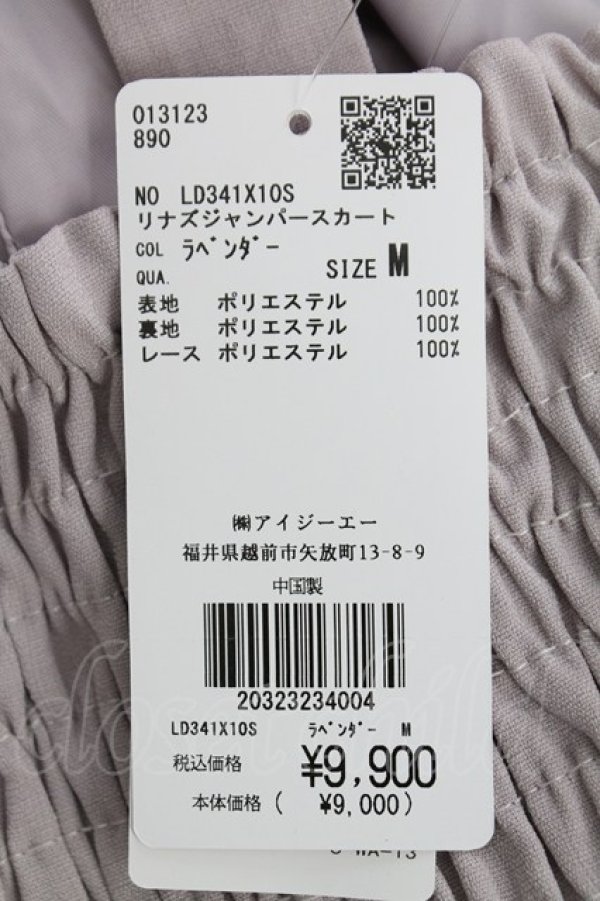 013123
890
NO LD341X10S
リナズジャンパースカート
COL ﾗﾍﾞﾝﾀﾞｰ
QUA. SIZE M
表地 ポリエステル 100%
裏地 ポリエステル 100%
レース ポリエステル 100%
㈱アイジーエー
福井県越前市矢放町13-8-9
中国製
20323234004
LD341X10S ﾗﾍﾞﾝﾀﾞｰ M
税込価格 ¥9,900
本体価格( ¥9,000)